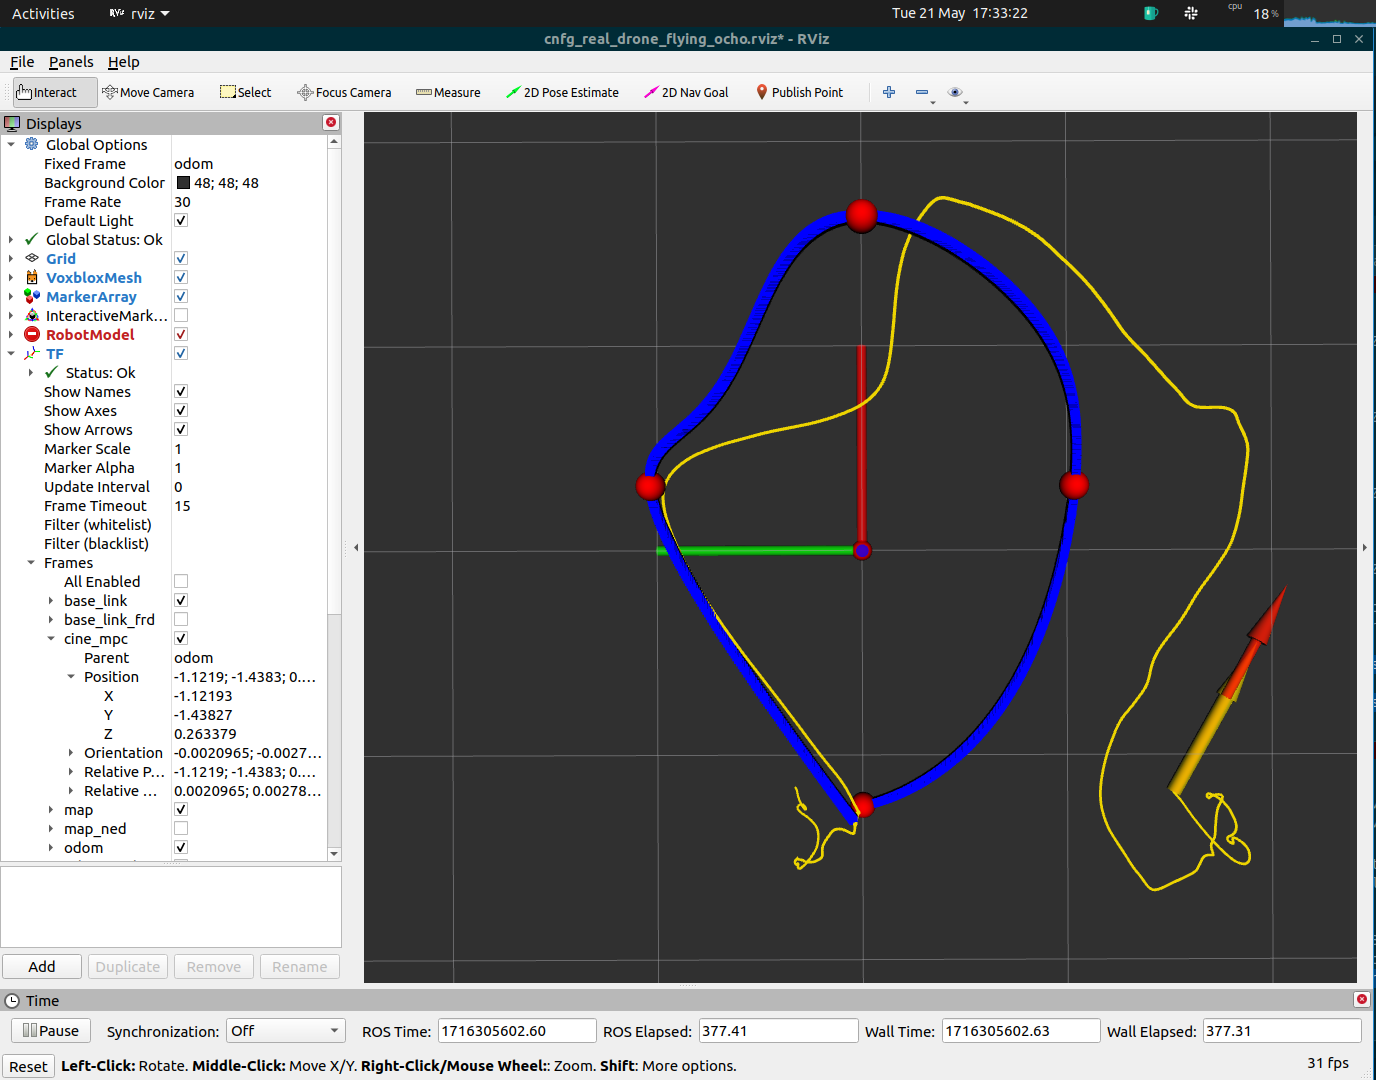 Activities
RViz rviz
Tue 21 May 17:33:22
cpu
18%
cnfg_real_drone_flying_ocho.rviz* - RViz
File Panels Help
Interact
Move Camera
Select
Focus Camera
Measure
2D Pose Estimate
2D Nav Goal
Publish Point
Displays
Global Options
Fixed Frame odom
Background Color 48; 48; 48
Frame Rate 30
Default Light
Global Status: Ok
Grid
VoxbloxMesh
MarkerArray
InteractiveMark...
RobotModel
TF
Status: Ok
Show Names
Show Axes
Show Arrows
Marker Scale 1
Marker Alpha 1
Update Interval 0
Frame Timeout 15
Filter (whitelist)
Filter (blacklist)
Frames
All Enabled
base_link
base_link_frd
cine_mpc
Parent odom
Position -1.1219; -1.4383; 0....
X -1.12193
Y -1.43827
Z 0.263379
Orientation -0.0020965; -0.0027...
Relative P... -1.1219; -1.4383; 0....
Relative ... 0.0020965; 0.00278...
map
map_ned
odom
Add Duplicate Remove Rename
Time
Pause
Synchronization: Off
ROS Time: 1716305602.60
ROS Elapsed: 377.41
Wall Time: 1716305602.63
Wall Elapsed: 377.31
Reset
Left-Click: Rotate. Middle-Click: Move X/Y. Right-Click/Mouse Wheel:: Zoom. Shift: More options.
31 fps